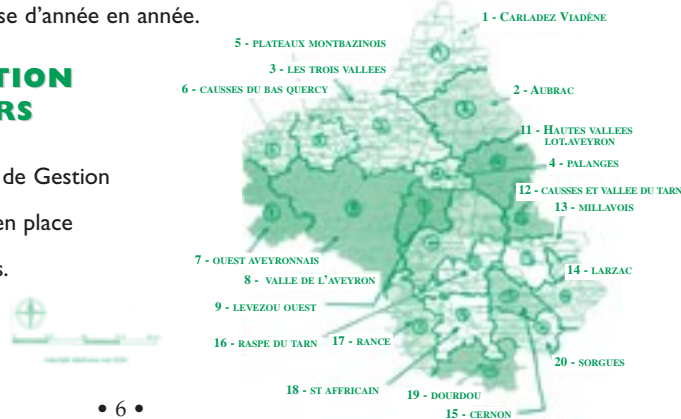 se d'année en année.
TION
RS
de Gestion
en place
s.
1 - CARLADEZ VIADÈNE
5 - PLATEAUX MONTBAZINOIS
3 - LES TROIS VALLEES
6 - CAUSSES DU BAS QUERCY
2 - AUBRAC
11 - HAUTES VALLEES
LOT.AVEYRON
4 - PALANGES
12 - CAUSSES ET VALLEE DU TARN
13 - MILLAVOIS
7 - OUEST AVEYRONNAIS
14 - LARZAC
8 - VALLE DE L'AVEYRON
9 - LEVEZOU OUEST
16 - RASPE DU TARN
17 - RANCE
20 - SORGUES
18 - ST AFFRICAIN
19 - DOURDOU
15 - CERNON
• 6 •